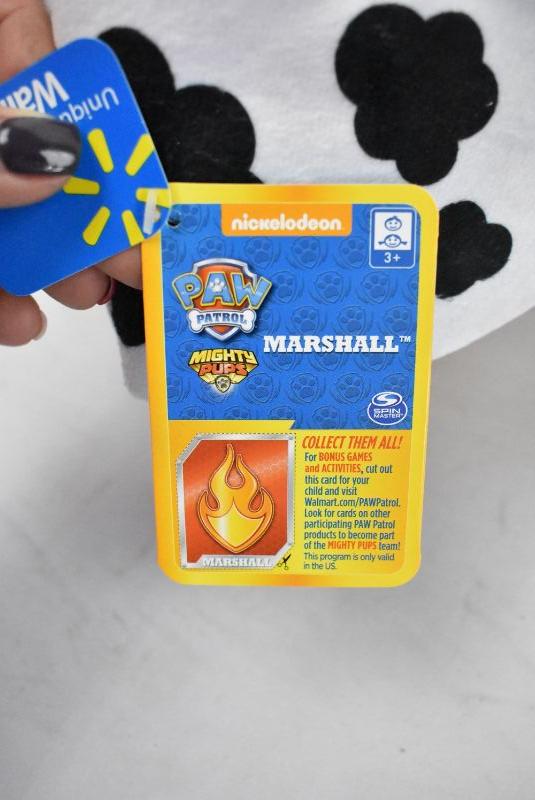 Uniqu
Wal
nickelodeon
3+
PAW
PATROL
MIGHTY
PUPS
MARSHALL™
SPIN
MASTER
COLLECT THEM ALL!
For BONUS GAMES
and ACTIVITIES, cut out
this card for your
child and visit
Walmart.com/PAWPatrol.
Look for cards on other
participating PAW Patrol
products to become part
of the MIGHTY PUPS team!
This program is only valid
in the US.
MARSHALL